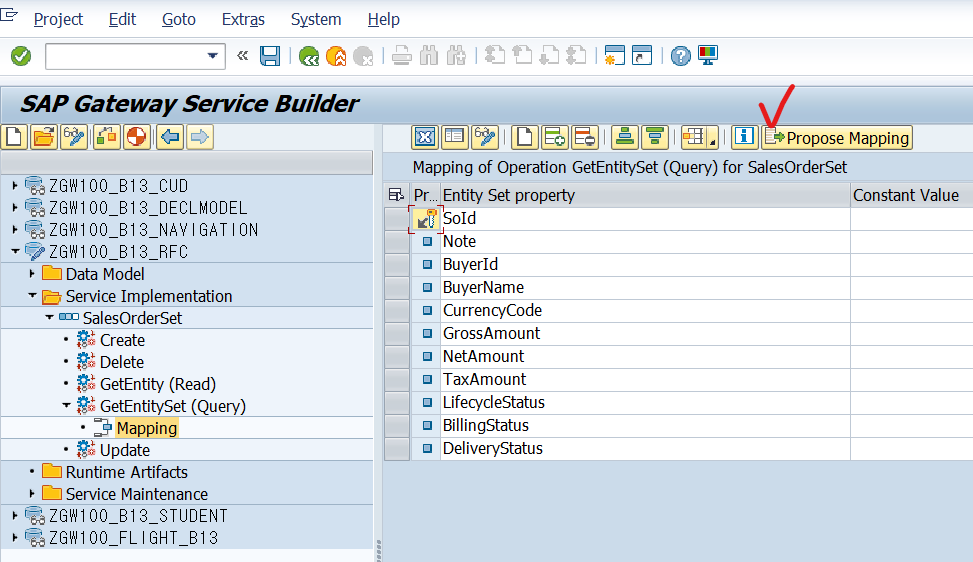 Project Edit Goto Extras System Help
SAP Gateway Service Builder
Propose Mapping
Mapping of Operation GetEntitySet (Query) for SalesOrderSet
Pr... Entity Set property Constant Value
SoId
Note
BuyerId
BuyerName
CurrencyCode
GrossAmount
NetAmount
TaxAmount
LifecycleStatus
BillingStatus
DeliveryStatus
ZGW100_B13_CUD
ZGW100_B13_DECLMODEL
ZGW100_B13_NAVIGATION
ZGW100_B13_RFC
Data Model
Service Implementation
SalesOrderSet
Create
Delete
GetEntity (Read)
GetEntitySet (Query)
Mapping
Update
Runtime Artifacts
Service Maintenance
ZGW100_B13_STUDENT
ZGW100_FLIGHT_B13